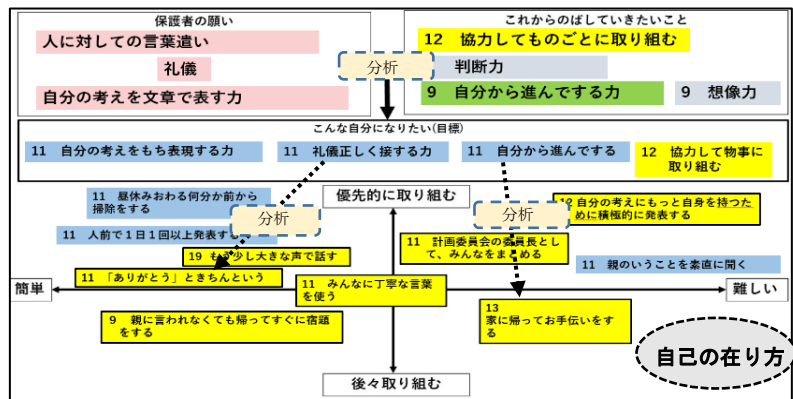 保護者の願い
人に対しての言葉遣い
礼儀
自分の考えを文章で表す力
分析
これからのばしていきたいこと
12 協力してものごとに取り組む
判断力
9 自分から進んでする力
9 想像力
こんな自分になりたい(目標)
11 自分の考えをもち表現する力
11 礼儀正しく接する力
11 自分から進んでする
12 協力して物事に
取り組む
11 昼休みおわる何分か前から
掃除をする
優先的に取り組む
自分の考えにもっと自身を持つた
めに積極的に発表する
分析
分析
11 人前で1日1回以上発表する
19 もう少し大きな声で話す
11 計画委員会の委員長とし
て、みんなをまとめる
11 「ありがとう」ときちんという
11 親のいうことを素直に聞く
簡単
11 みんなに丁寧な言葉
を使う
難しい
9 親に言われなくても帰ってすぐに宿題
をする
13
家に帰ってお手伝いをす
る
自己の在り方
後々取り組む